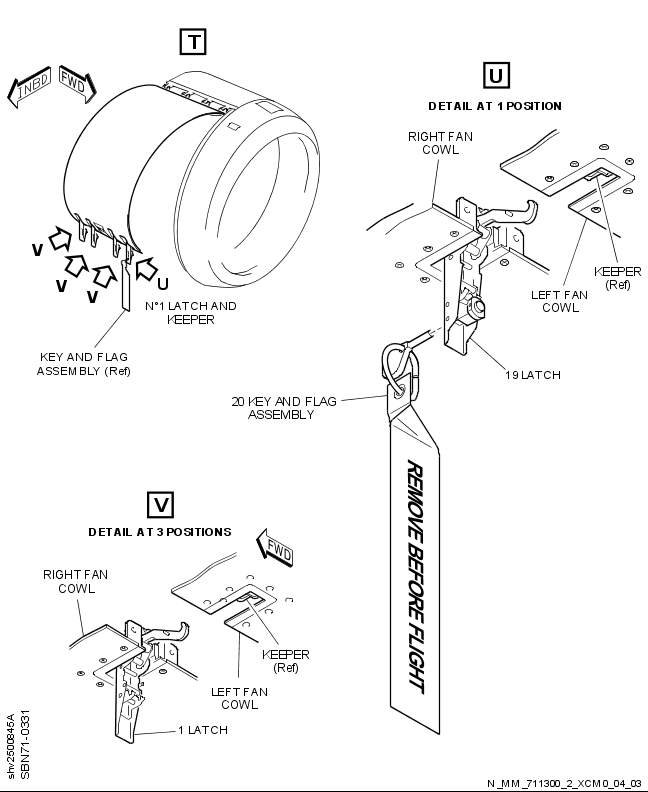 T
INBD
FWD
U
DETAIL AT 1 POSITION
RIGHT FAN
COWL
KEEPER
(Ref)
LEFT FAN
COWL
V
V
V
U
N°1 LATCH AND
KEEPER
KEY AND FLAG
ASSEMBLY (Ref)
19 LATCH
20 KEY AND FLAG
ASSEMBLY
REMOVE BEFORE FLIGHT
V
DETAIL AT 3 POSITIONS
FWD
RIGHT FAN
COWL
KEEPER
(Ref)
LEFT FAN
COWL
1 LATCH
shv2500845A
SBN71-0331
N_MM_711300_2_XCM0_04_03